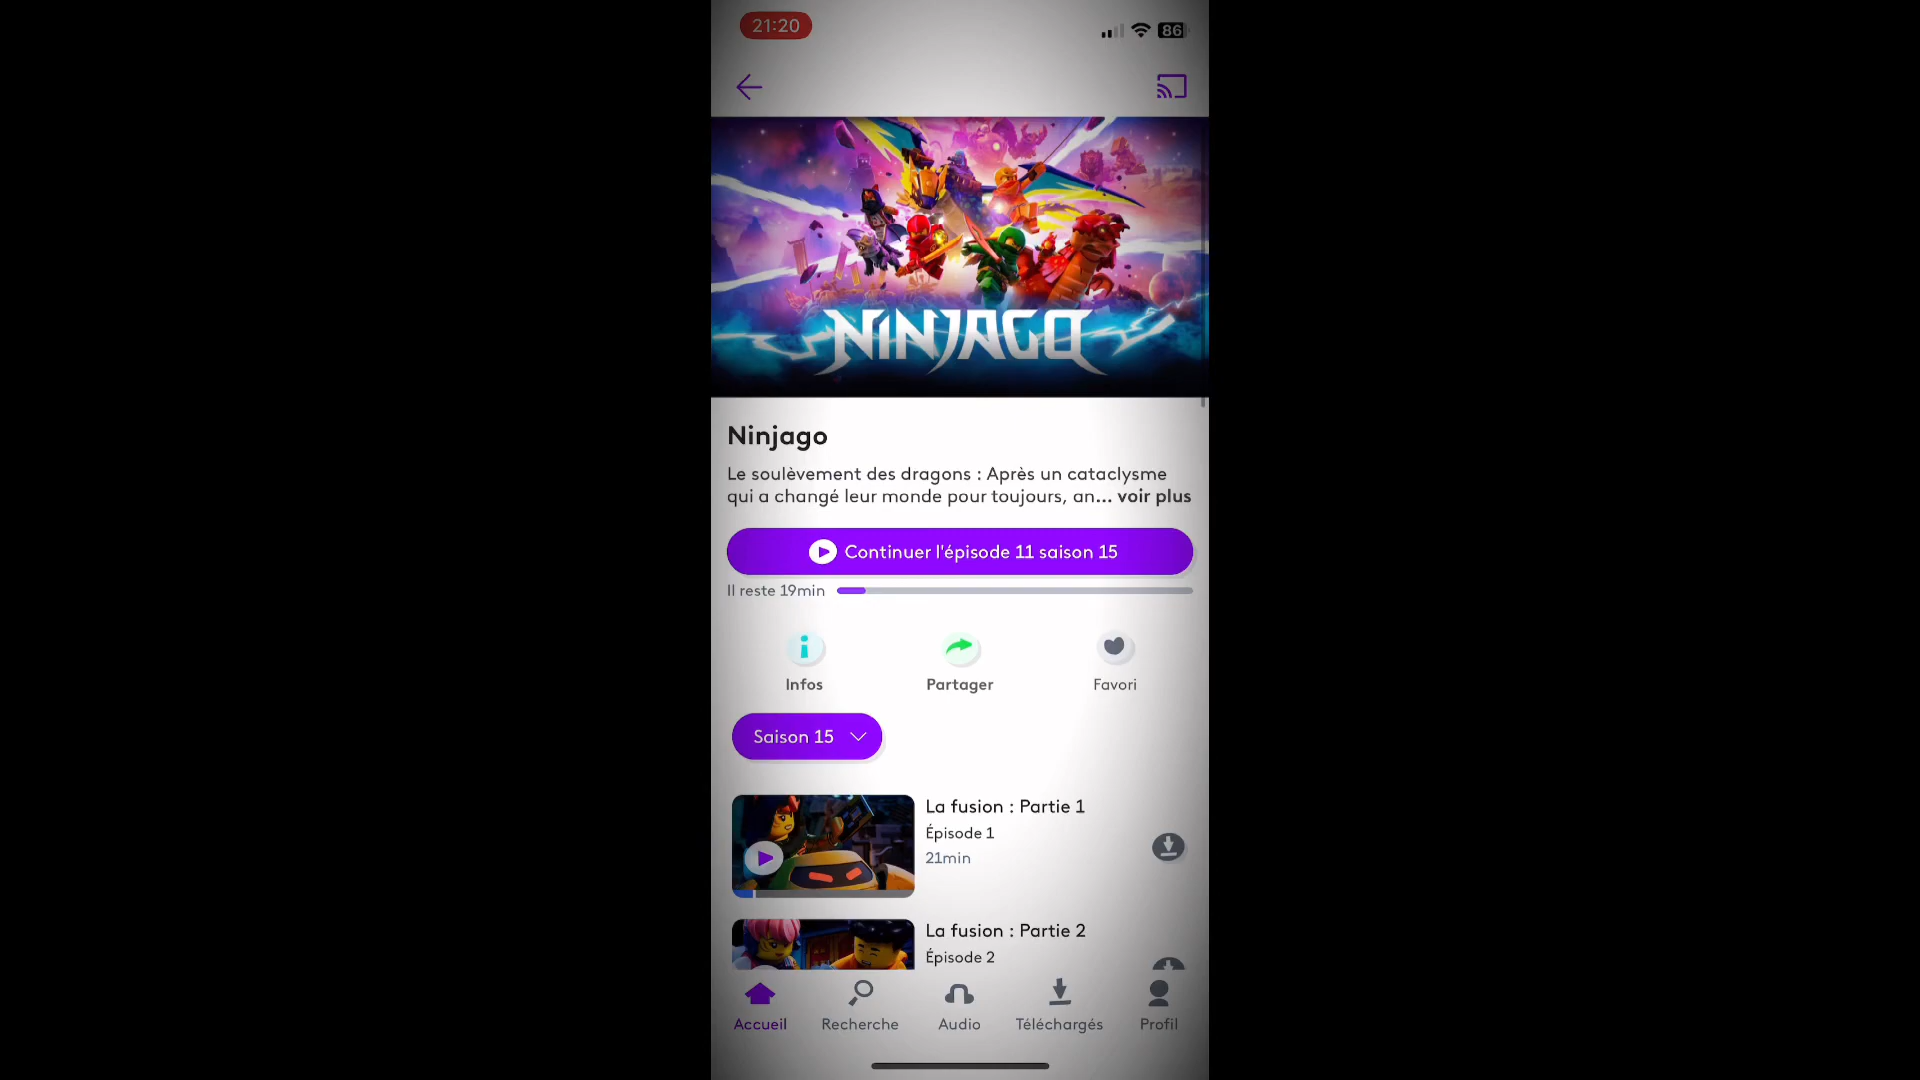 21:20
86
NINJAGO
Ninjago
Le soulèvement des dragons : Après un cataclysme
qui a changé leur monde pour toujours, an... voir plus
Continuer l'épisode 11 saison 15
Il reste 19min
Infos
Partager
Favori
Saison 15
La fusion : Partie 1
Épisode 1
21min
La fusion : Partie 2
Épisode 2
Accueil
Recherche
Audio
Téléchargés
Profil